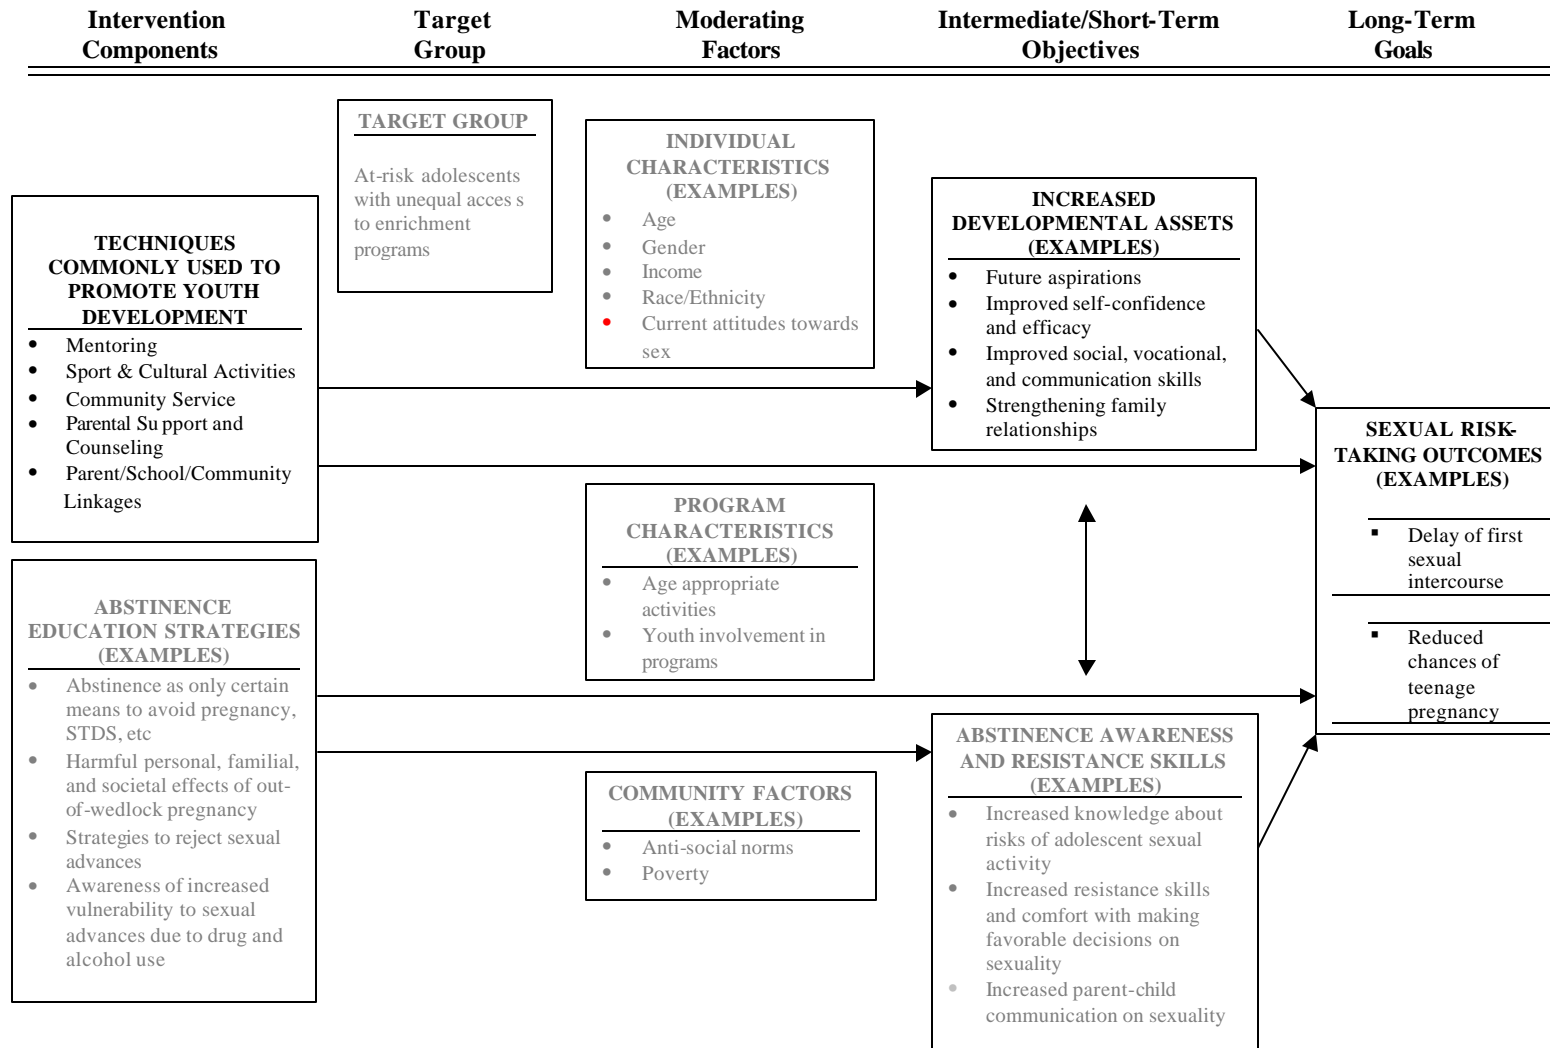 Intervention
Components
Target
Group
Moderating
Factors
Intermediate/Short-Term
Objectives
Long-Term
Goals
TECHNIQUES
COMMONLY USED TO
PROMOTE YOUTH
DEVELOPMENT
• Mentoring
• Sport & Cultural Activities
• Community Service
• Parental Su pport and
Counseling
• Parent/School/Community
Linkages
ABSTINENCE
EDUCATION STRATEGIES
(EXAMPLES)
• Abstinence as only certain
means to avoid pregnancy,
STDS, etc
• Harmful personal, familial,
and societal effects of out-
of-wedlock pregnancy
• Strategies to reject sexual
advances
• Awareness of increased
vulnerability to sexual
advances due to drug and
alcohol use
TARGET GROUP
At-risk adolescents
with unequal acce s
to enrichment
programs
INDIVIDUAL
CHARACTERISTICS
(EXAMPLES)
• Age
• Gender
• Income
• Race/Ethnicity
• Current attitudes towards
sex
PROGRAM
CHARACTERISTICS
(EXAMPLES)
• Age appropriate
activities
• Youth involvement in
programs
COMMUNITY FACTORS
(EXAMPLES)
• Anti-social norms
• Poverty
INCREASED
DEVELOPMENTAL ASSETS
(EXAMPLES)
• Future aspirations
• Improved self-confidence
and efficacy
• Improved social, vocational,
and communication skills
• Strengthening family
relationships
ABSTINENCE AWARENESS
AND RESISTANCE SKILLS
(EXAMPLES)
• Increased knowledge about
risks of adolescent sexual
activity
• Increased resistance skills
and comfort with making
favorable decisions on
sexuality
• Increased parent-child
communication on sexuality
SEXUAL RISK-
TAKING OUTCOMES
(EXAMPLES)
▪ Delay of first
sexual
intercourse
▪ Reduced
chances of
teenage
pregnancy